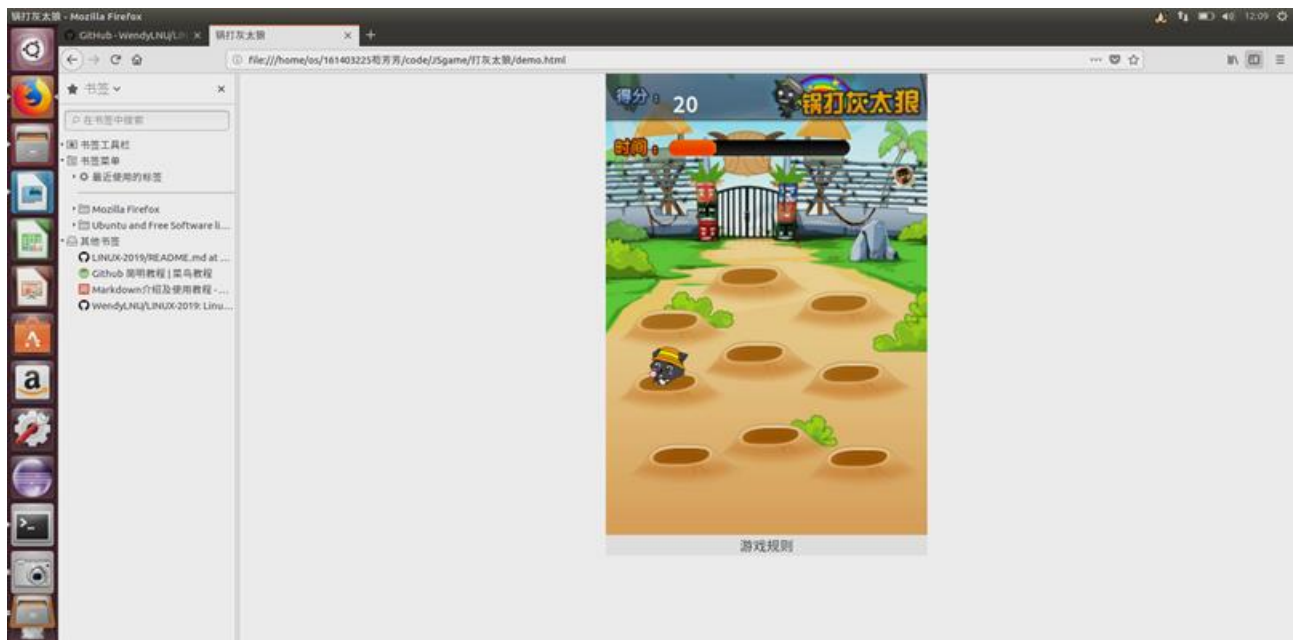 锅打灰太狼 - Mozilla Firefox
12:09
GitHub - WendyLNU/LIN
锅打灰太狼
file:///home/os/161403225苟芳芳/code/JSgame/打灰太狼/demo.html
书签
在书签中搜索
书签工具栏
书签菜单
最近使用的标签
Mozilla Firefox
Ubuntu and Free Software li...
其他书签
LINUX-2019/README.md at ...
Github 简明教程 | 菜鸟教程
Markdown介绍及使用教程 - ...
WendyLNU/LINUX-2019: Linu...
得分：
20
锅打灰太狼
时间：
游戏规则